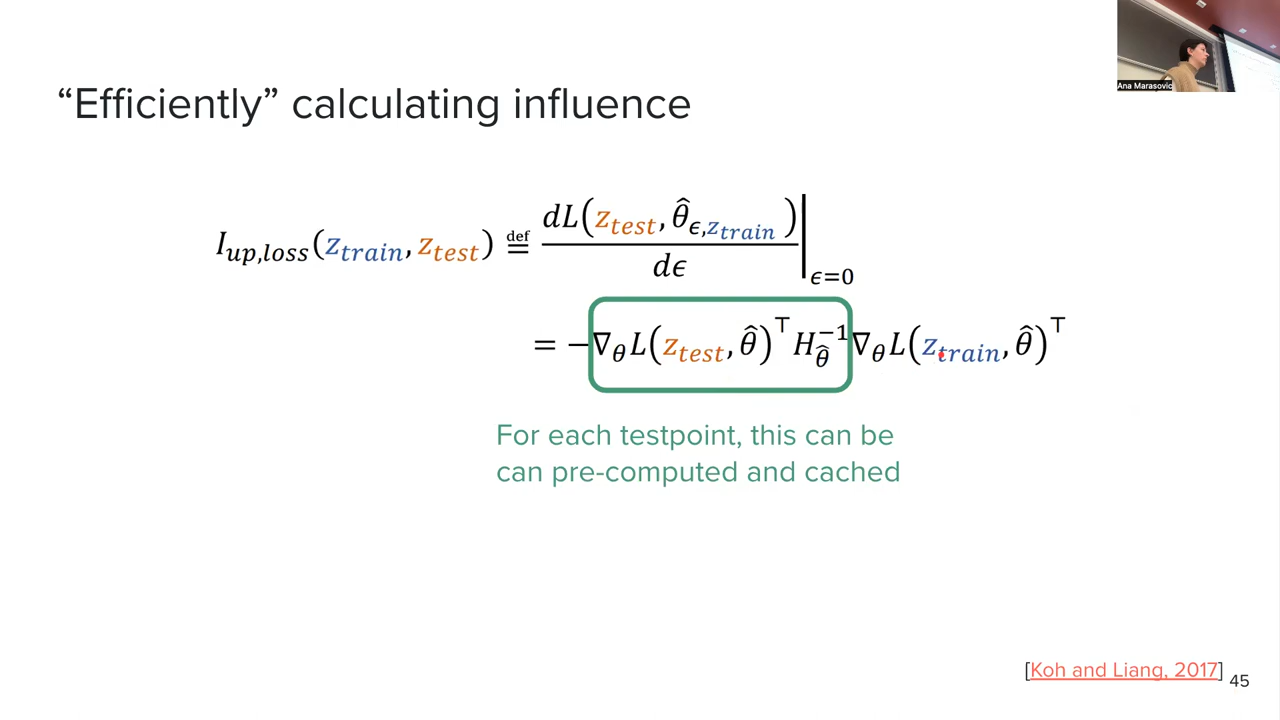 Ana Marasovic
“Efficiently” calculating influence
I_{up,loss}(z_{train}, z_{test}) ≝ dL(z_{test}, θ̂_{ϵ,z_{train}}) / dϵ |_{ϵ=0}
= −∇_θ L(z_{test}, θ̂)^⊤ H_{θ̂}^{−1} ∇_θ L(z_{train}, θ̂)^⊤
For each testpoint, this can be
can pre-computed and cached
[Koh and Liang, 2017]
45